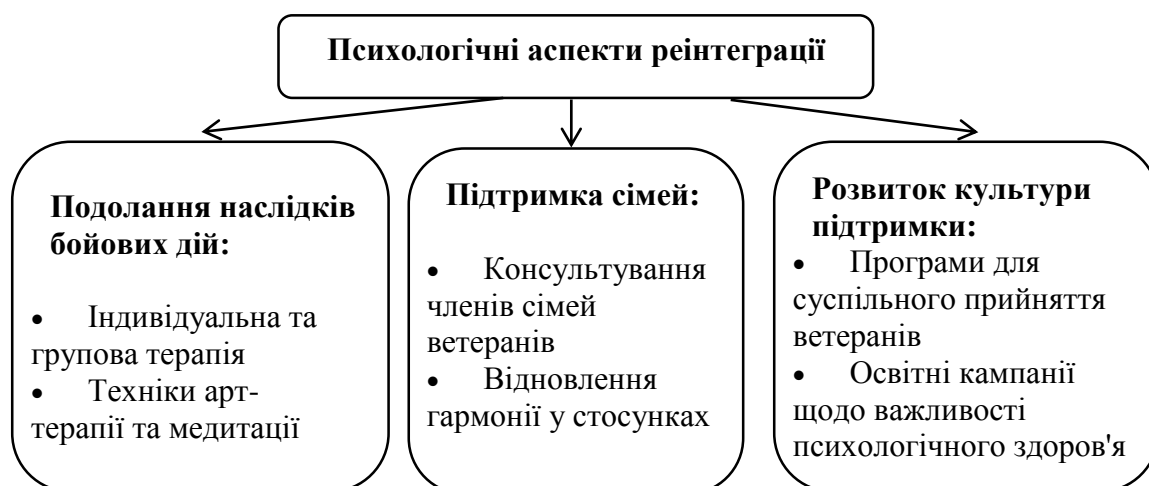 Психологічні аспекти реінтеграції
Подолання наслідків
бойових дій:
• Індивідуальна та
групова терапія
• Техніки арт-
терапії та медитації
Підтримка сімей:
• Консультування
членів сімей
ветеранів
• Відновлення
гармонії у стосунках
Розвиток культури
підтримки:
• Програми для
суспільного прийняття
ветеранів
• Освітні кампанії
щодо важливості
психологічного здоров'я